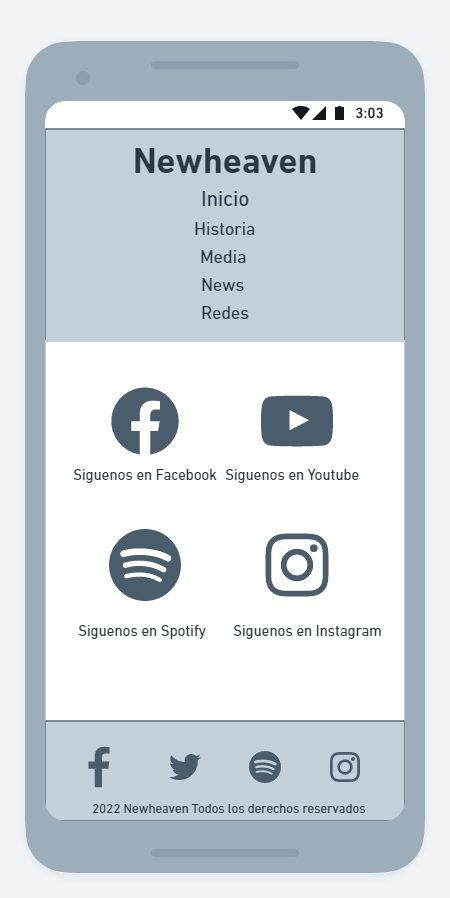 3:03
Newheaven
Inicio
Historia
Media
News
Redes
Siguenos en Facebook Siguenos en Youtube
Siguenos en Spotify Siguenos en Instagram
2022 Newheaven Todos los derechos reservados